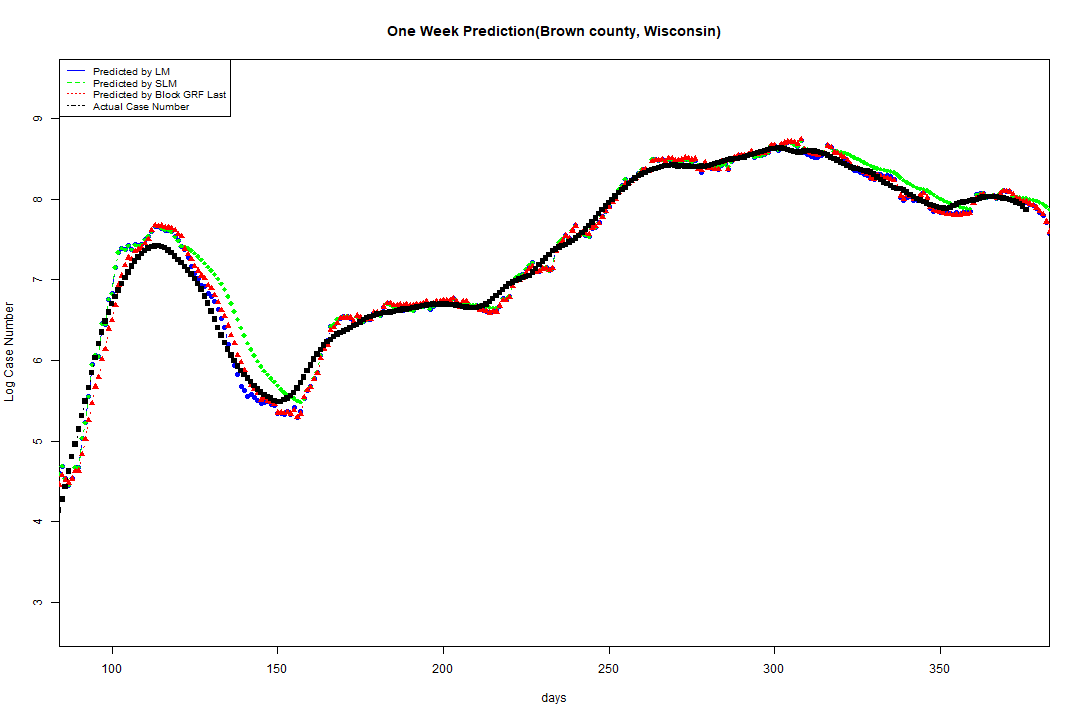 One Week Prediction(Brown county, Wisconsin)
Predicted by LM
Predicted by SLM
Predicted by Block GRF Last
Actual Case Number
9
8
7
6
5
4
3
Log Case Number
100 150 200 250 300 350
days